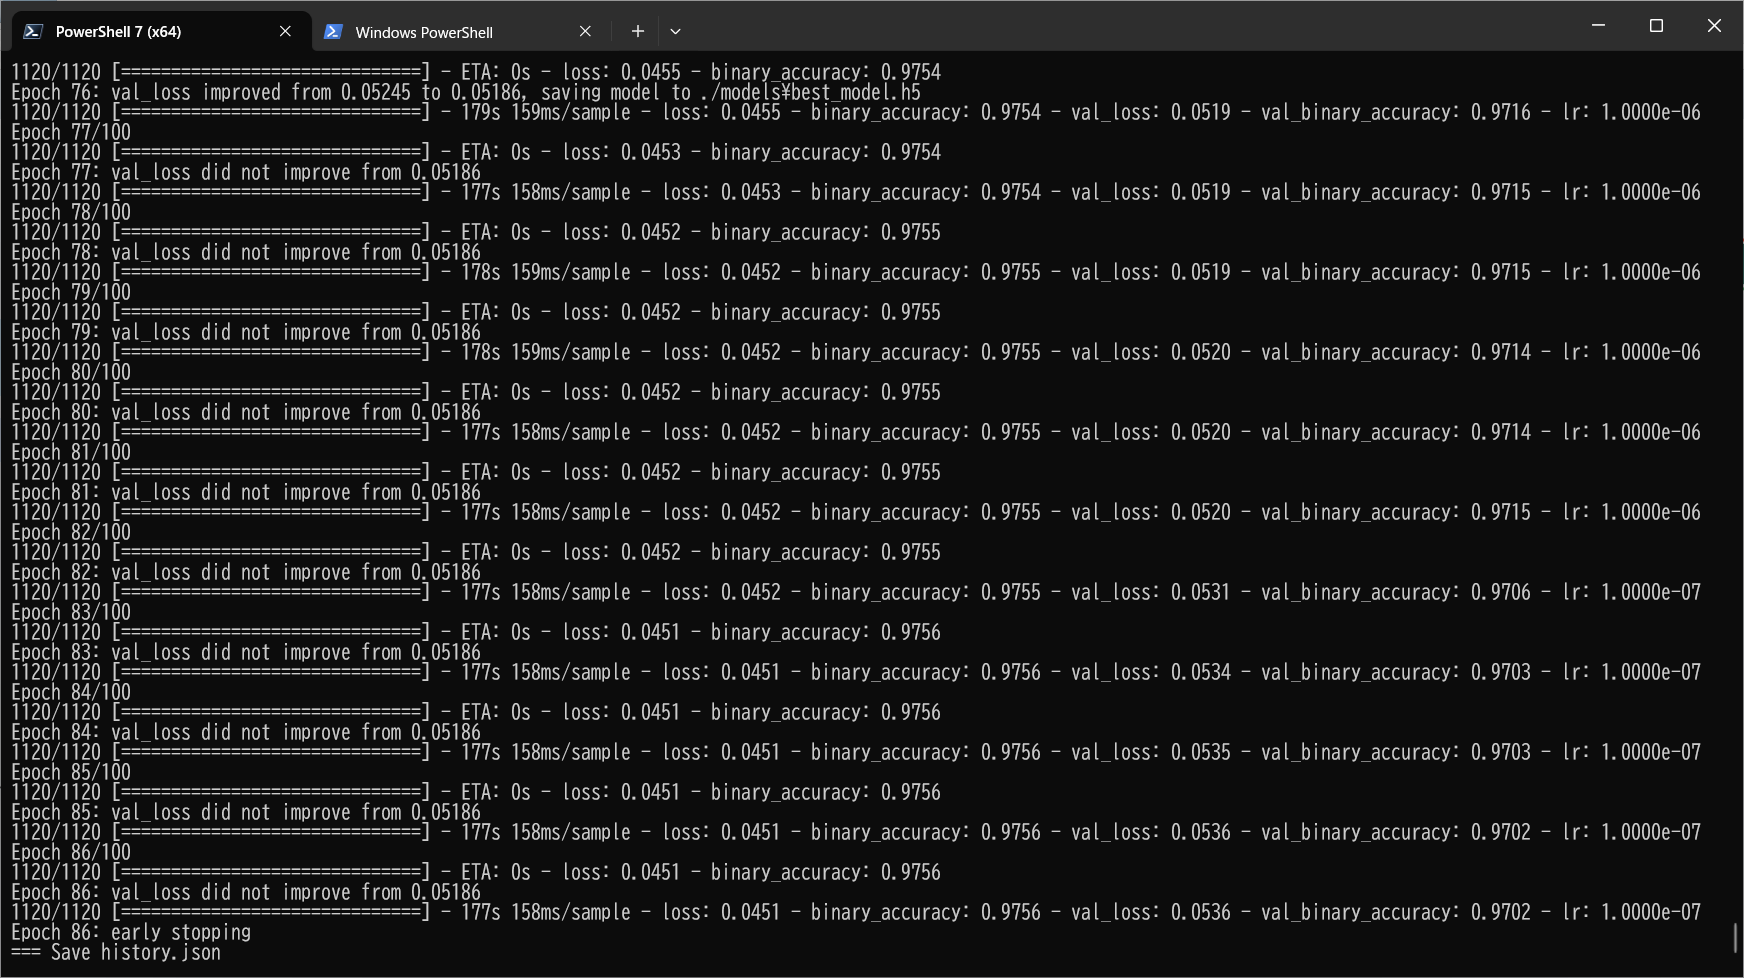 PowerShell 7 (x64)
Windows PowerShell
1120/1120 [==============================] - ETA: 0s - loss: 0.0455 - binary_accuracy: 0.9754
Epoch 76: val_loss improved from 0.05245 to 0.05186, saving model to ./models¥best_model.h5
1120/1120 [==============================] - 179s 159ms/sample - loss: 0.0455 - binary_accuracy: 0.9754 - val_loss: 0.0519 - val_binary_accuracy: 0.9716 - lr: 1.0000e-06
Epoch 77/100
1120/1120 [==============================] - ETA: 0s - loss: 0.0453 - binary_accuracy: 0.9754
Epoch 77: val_loss did not improve from 0.05186
1120/1120 [==============================] - 177s 158ms/sample - loss: 0.0453 - binary_accuracy: 0.9754 - val_loss: 0.0519 - val_binary_accuracy: 0.9715 - lr: 1.0000e-06
Epoch 78/100
1120/1120 [==============================] - ETA: 0s - loss: 0.0452 - binary_accuracy: 0.9755
Epoch 78: val_loss did not improve from 0.05186
1120/1120 [==============================] - 178s 159ms/sample - loss: 0.0452 - binary_accuracy: 0.9755 - val_loss: 0.0519 - val_binary_accuracy: 0.9715 - lr: 1.0000e-06
Epoch 79/100
1120/1120 [==============================] - ETA: 0s - loss: 0.0452 - binary_accuracy: 0.9755
Epoch 79: val_loss did not improve from 0.05186
1120/1120 [==============================] - 178s 159ms/sample - loss: 0.0452 - binary_accuracy: 0.9755 - val_loss: 0.0520 - val_binary_accuracy: 0.9714 - lr: 1.0000e-06
Epoch 80/100
1120/1120 [==============================] - ETA: 0s - loss: 0.0452 - binary_accuracy: 0.9755
Epoch 80: val_loss did not improve from 0.05186
1120/1120 [==============================] - 177s 158ms/sample - loss: 0.0452 - binary_accuracy: 0.9755 - val_loss: 0.0520 - val_binary_accuracy: 0.9714 - lr: 1.0000e-06
Epoch 81/100
1120/1120 [==============================] - ETA: 0s - loss: 0.0452 - binary_accuracy: 0.9755
Epoch 81: val_loss did not improve from 0.05186
1120/1120 [==============================] - 177s 158ms/sample - loss: 0.0452 - binary_accuracy: 0.9755 - val_loss: 0.0520 - val_binary_accuracy: 0.9715 - lr: 1.0000e-06
Epoch 82/100
1120/1120 [==============================] - ETA: 0s - loss: 0.0452 - binary_accuracy: 0.9755
Epoch 82: val_loss did not improve from 0.05186
1120/1120 [==============================] - 177s 158ms/sample - loss: 0.0452 - binary_accuracy: 0.9755 - val_loss: 0.0531 - val_binary_accuracy: 0.9706 - lr: 1.0000e-07
Epoch 83/100
1120/1120 [==============================] - ETA: 0s - loss: 0.0451 - binary_accuracy: 0.9756
Epoch 83: val_loss did not improve from 0.05186
1120/1120 [==============================] - 177s 158ms/sample - loss: 0.0451 - binary_accuracy: 0.9756 - val_loss: 0.0534 - val_binary_accuracy: 0.9703 - lr: 1.0000e-07
Epoch 84/100
1120/1120 [==============================] - ETA: 0s - loss: 0.0451 - binary_accuracy: 0.9756
Epoch 84: val_loss did not improve from 0.05186
1120/1120 [==============================] - 177s 158ms/sample - loss: 0.0451 - binary_accuracy: 0.9756 - val_loss: 0.0535 - val_binary_accuracy: 0.9703 - lr: 1.0000e-07
Epoch 85/100
1120/1120 [==============================] - ETA: 0s - loss: 0.0451 - binary_accuracy: 0.9756
Epoch 85: val_loss did not improve from 0.05186
1120/1120 [==============================] - 177s 158ms/sample - loss: 0.0451 - binary_accuracy: 0.9756 - val_loss: 0.0536 - val_binary_accuracy: 0.9702 - lr: 1.0000e-07
Epoch 86/100
1120/1120 [==============================] - ETA: 0s - loss: 0.0451 - binary_accuracy: 0.9756
Epoch 86: val_loss did not improve from 0.05186
1120/1120 [==============================] - 177s 158ms/sample - loss: 0.0451 - binary_accuracy: 0.9756 - val_loss: 0.0536 - val_binary_accuracy: 0.9702 - lr: 1.0000e-07
Epoch 86: early stopping
=== Save history.json